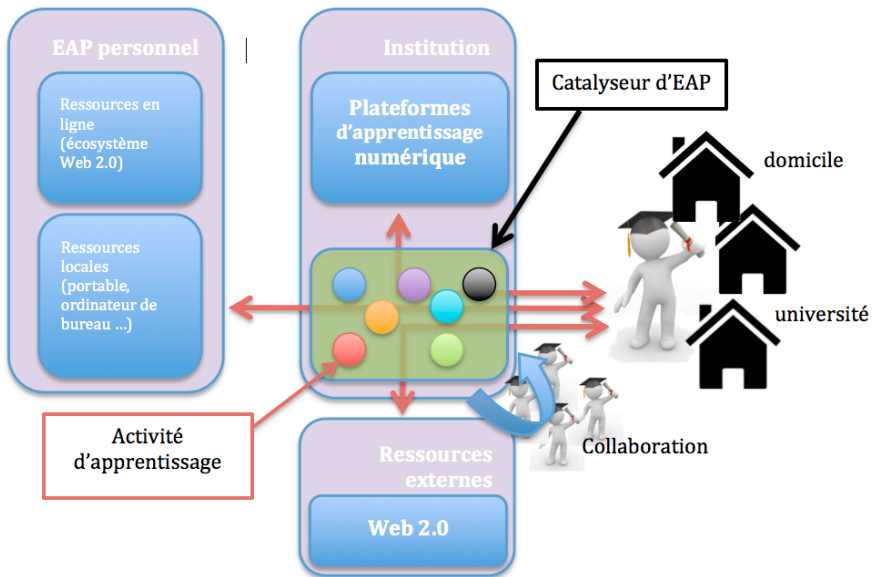 EAP personnel
Ressources en
ligne
(écosystème
Web 2.0)
Ressources
locales
(portable,
ordinateur de
bureau ...)
Institution
Plateformes
d'apprentissage
numérique
Catalyseur d'EAP
domicile
université
Activité
d'apprentissage
Collaboration
Ressources
externes
Web 2.0